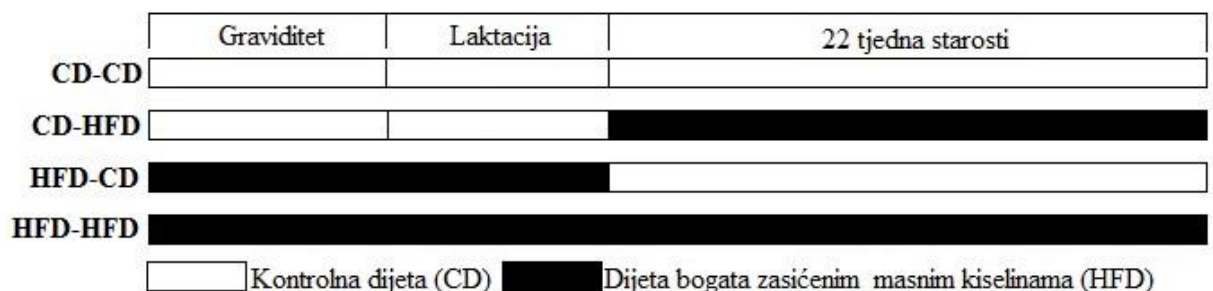 Graviditet Laktacija 22 tjedna starosti
CD-CD
CD-HFD
HFD-CD
HFD-HFD
Kontrolna dijeta (CD) Dijeta bogata zasićenim masnim kiselinama (HFD)